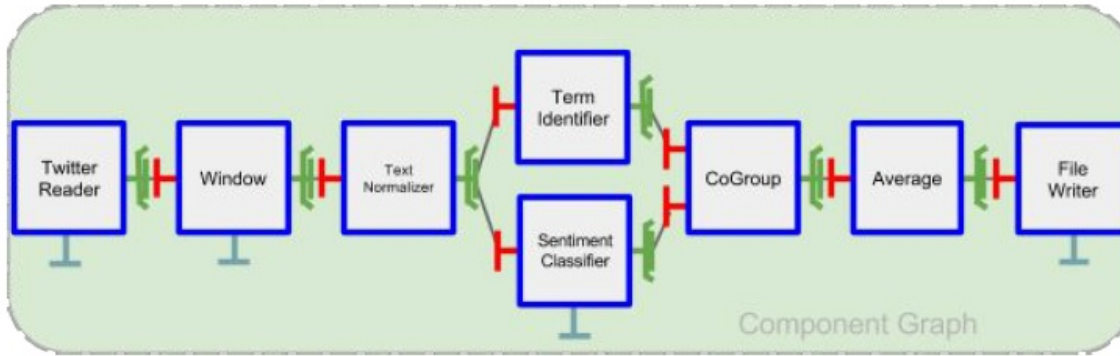 Twitter
Reader
Window
Text
Normalizer
Term
Identifier
Sentiment
Classifier
CoGroup
Average
File
Writer
Component Graph